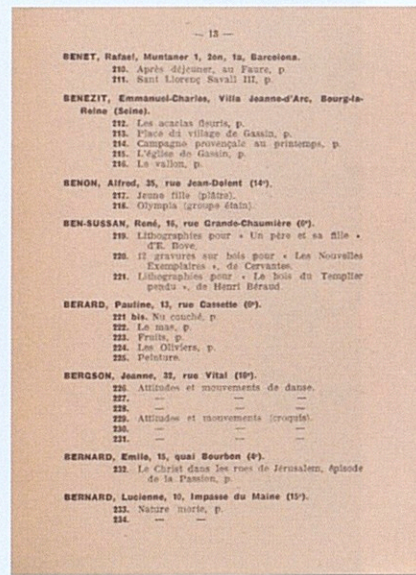 — 13 —
BENET, Rafael, Muntaner 1, 2on, 1a, Barcelona.
210. Après déjeuner, au Faure, p.
211. Sant Llorenç Savall III, p.
BENEZIT, Emmanuel-Charles, Villa Jeanne-d'Arc, Bourg-la-
Reine (Seine).
212. Les acacias fleuris, p.
213. Place du village de Gassin, p.
214. Campagne provençale au printemps, p.
215. L'église de Gassin, p.
216. Le vallon, p.
BENON, Alfred, 35, rue Jean-Dolent (14e).
217. Jeune fille (plâtre).
218. Olympia (groupe étain).
BEN-SUSSAN, René, 16, rue Grande-Chaumière (6e).
219. Lithographies pour « Un père et sa fille »
d'E. Bove.
220. 12 gravures sur bois pour « Les Nouvelles
Exemplaires », de Cervantes.
221. Lithographies pour « Le bois du Templier
pendu », de Henri Béraud.
BERARD, Pauline, 13, rue Cassette (6e).
221 bis. Nu couché, p.
222. Le mas, p.
223. Fruits, p.
224. Les Oliviers, p.
225. Peinture.
BERGSON, Jeanne, 32, rue Vital (16e).
226. Attitudes et mouvements de danse.
227. — —
228. — —
229. Attitudes et mouvements (croquis).
230. — —
231. — —
BERNARD, Emile, 15, quai Bourbon (4e).
232. Le Christ dans les rues de Jérusalem, épisode
de la Passion, p.
BERNARD, Lucienne, 10, Impasse du Maine (15e).
233. Nature morte, p.
234. — —